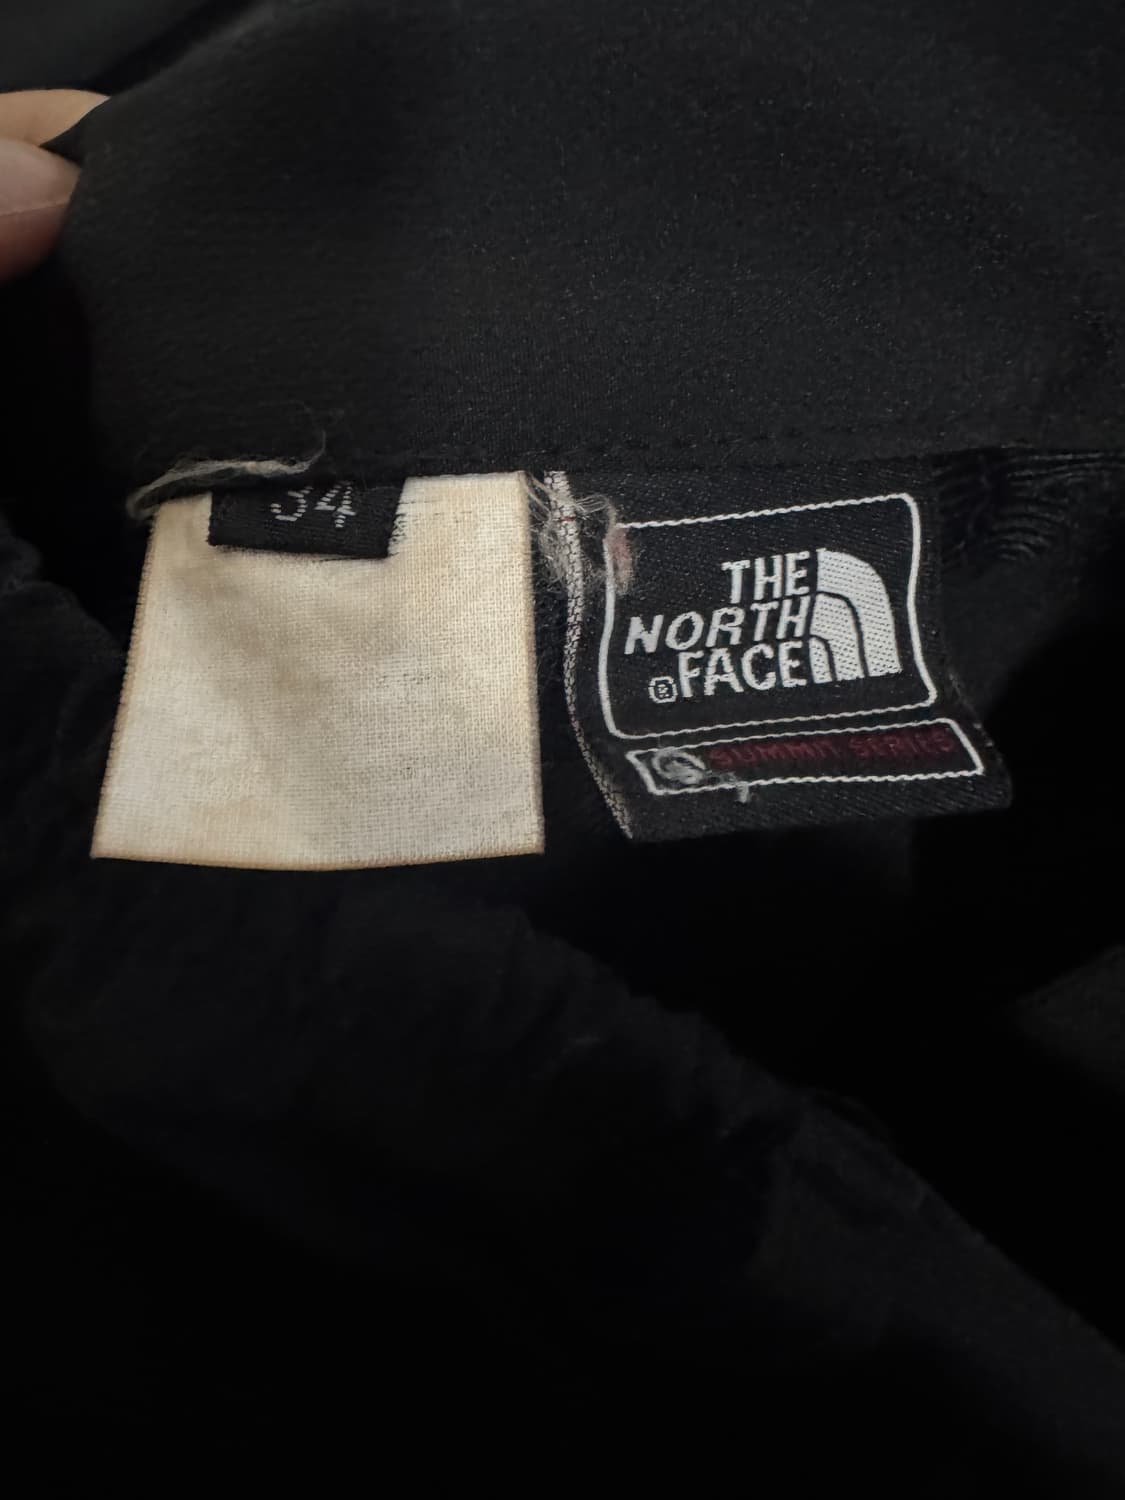 34
THE
NORTH
® FACE
SUMMIT SERIES